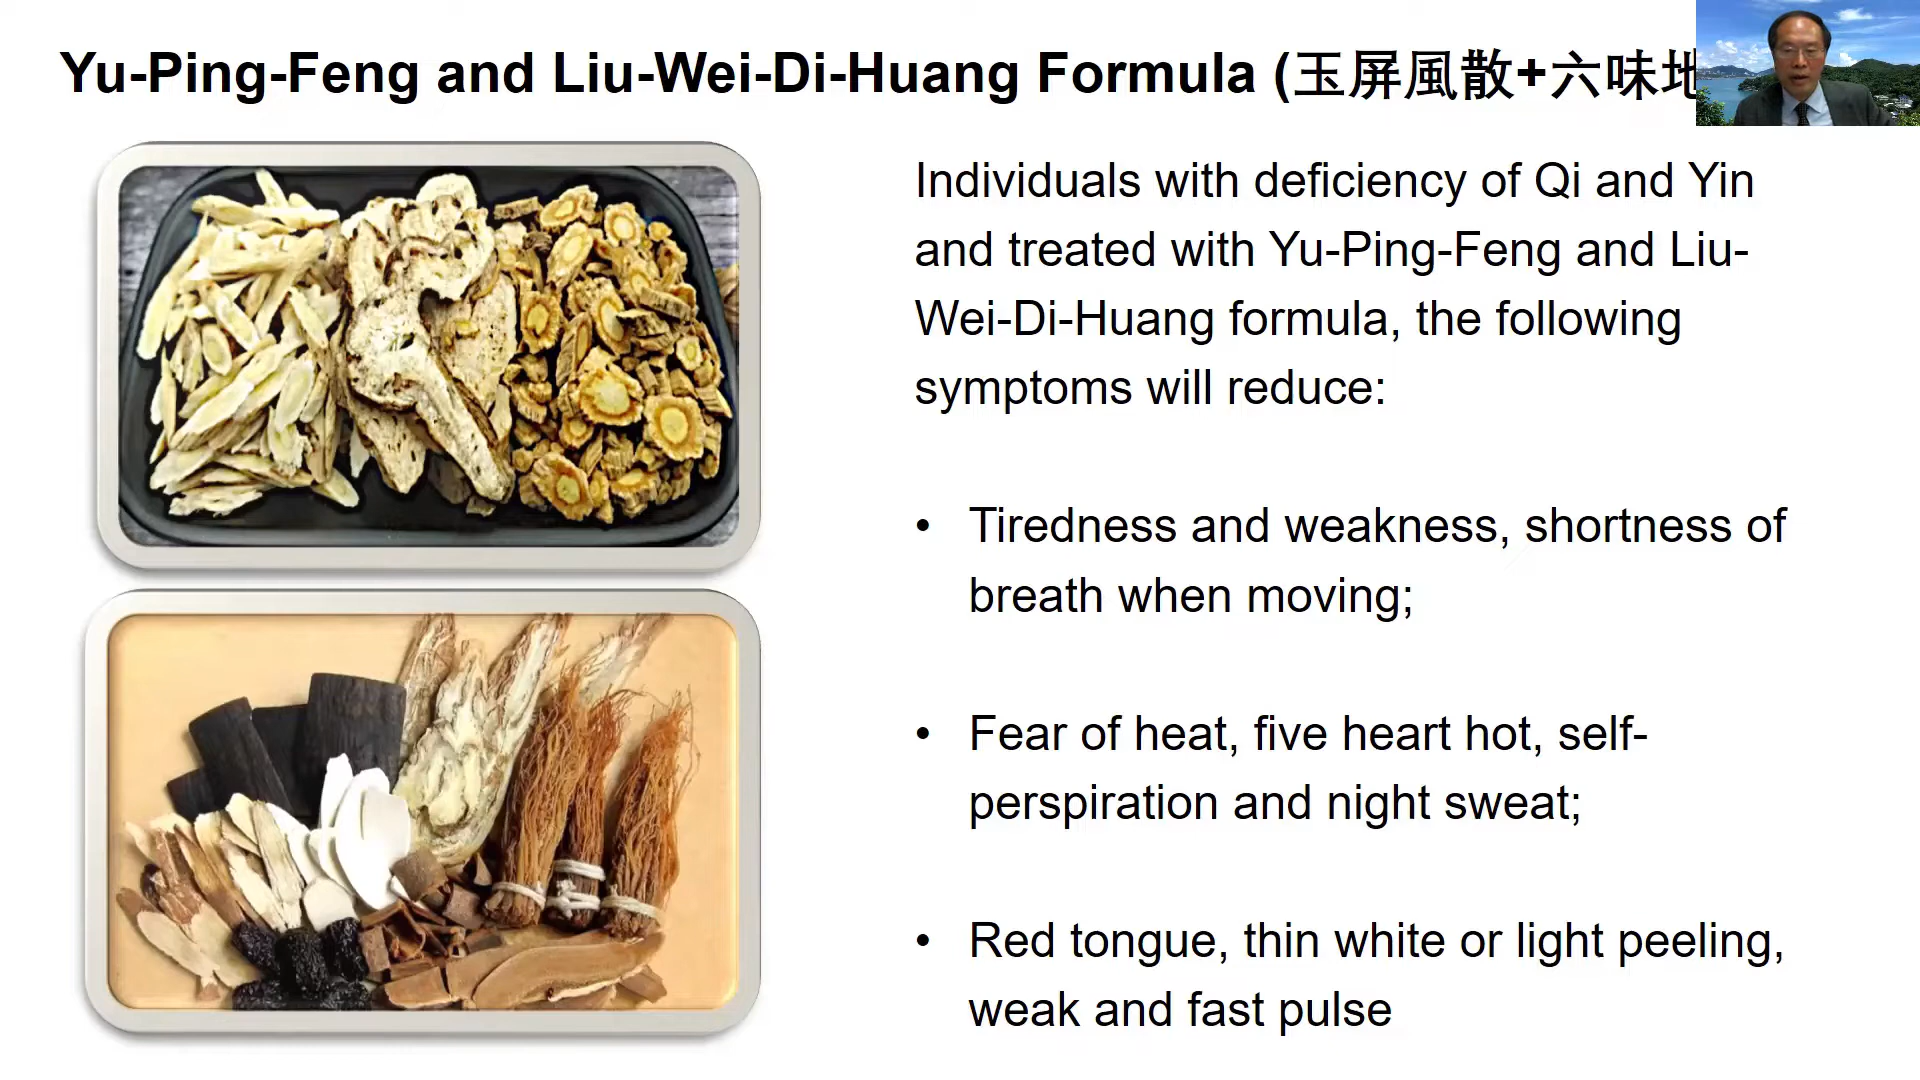 Yu-Ping-Feng and Liu-Wei-Di-Huang Formula (玉屏風散+六味地
Individuals with deficiency of Qi and Yin
and treated with Yu-Ping-Feng and Liu-
Wei-Di-Huang formula, the following
symptoms will reduce:
• Tiredness and weakness, shortness of
breath when moving;
• Fear of heat, five heart hot, self-
perspiration and night sweat;
• Red tongue, thin white or light peeling,
weak and fast pulse